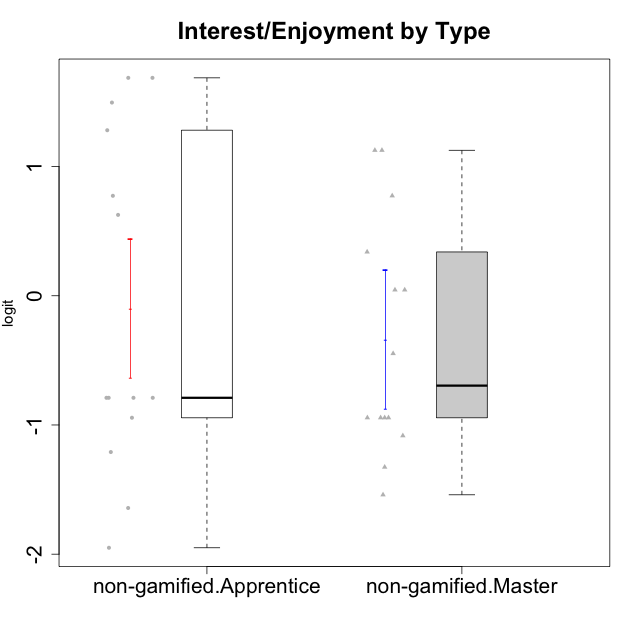 Interest/Enjoyment by Type
logit
1
0
-1
-2
non-gamified.Apprentice
non-gamified.Master